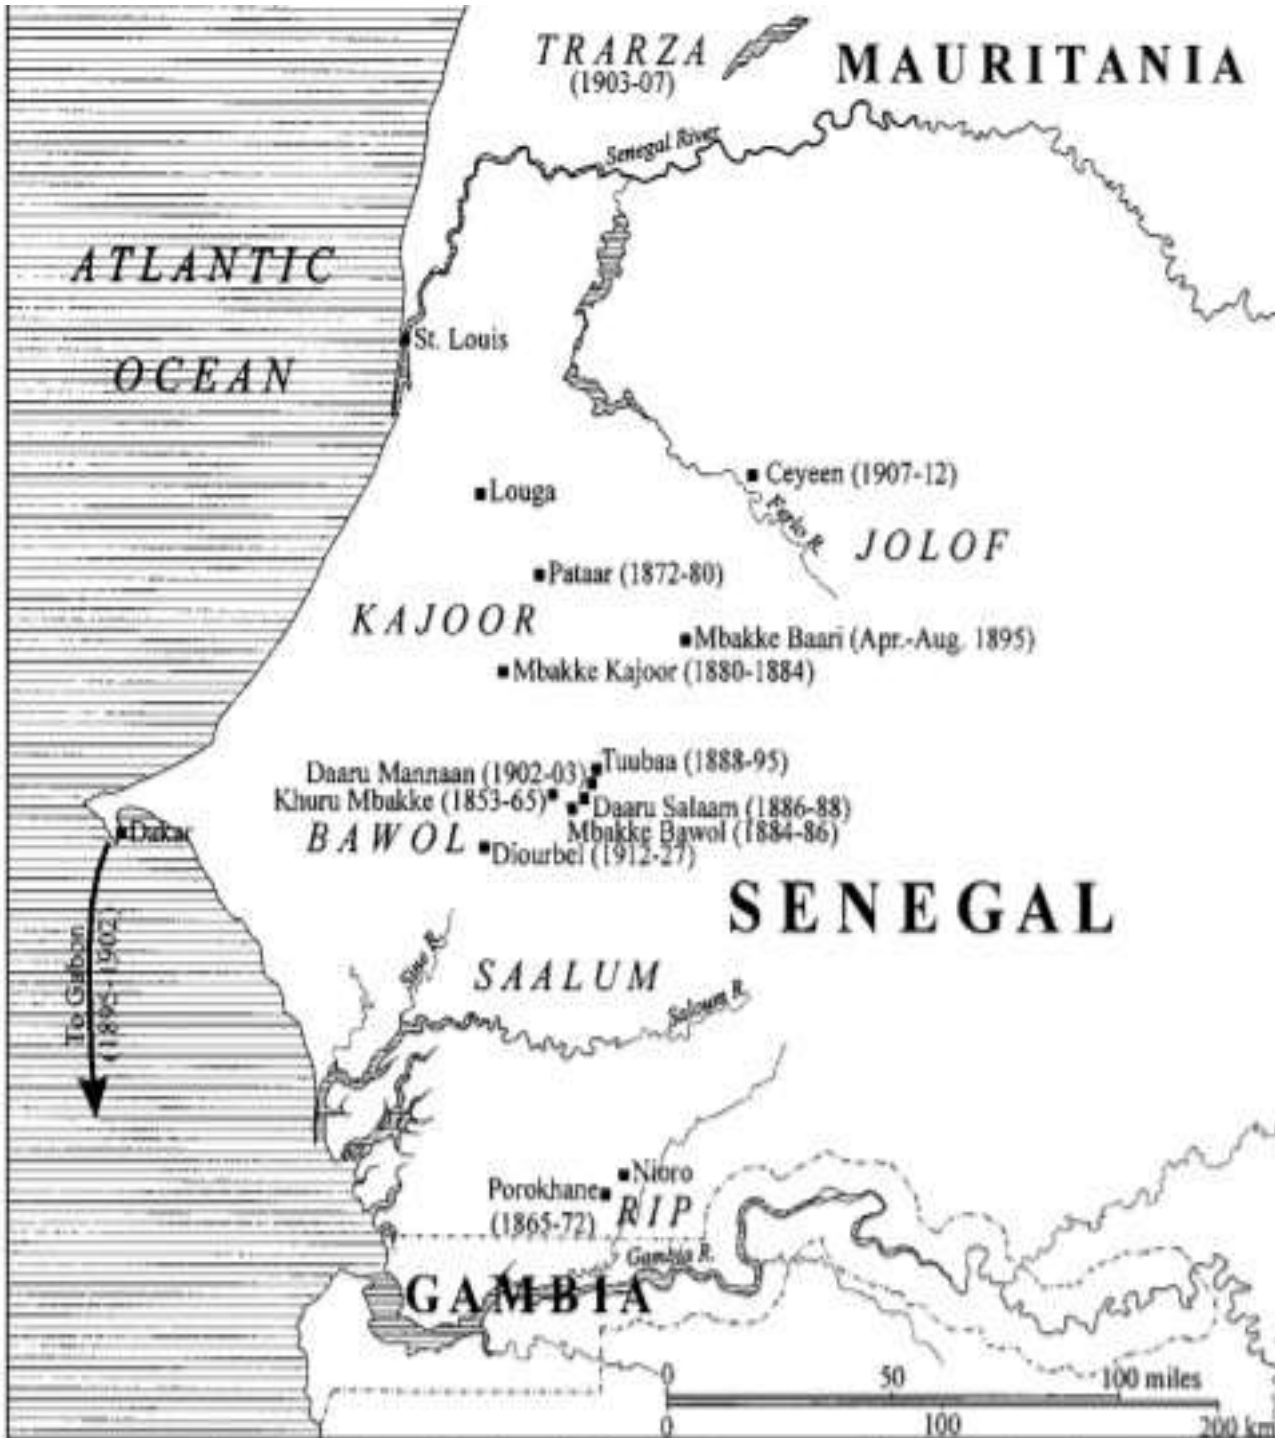 TRARZA
(1903-07)
MAURITANIA
Senegal River
ATLANTIC
OCEAN
St. Louis
Ceyeen (1907-12)
Louga
Ferlo R.
JOLOF
Pataar (1872-80)
KAJOOR
Mbakke Baari (Apr.-Aug. 1895)
Mbakke Kajoor (1880-1884)
Tuubaa (1888-95)
Daaru Mannaan (1902-03)
Khuru Mbakke (1853-65)
Daaru Salaam (1886-88)
Dakar
BAWOL
Mbakke Bawol (1884-86)
Diourbel (1912-27)
SENEGAL
To Gabon
(1895-1902)
Sine R.
SAALUM
Saloum R.
Nioro
Porokhane
(1865-72)
RIP
Gambia R.
GAMBIA
0 50 100 miles
0 100 200 km